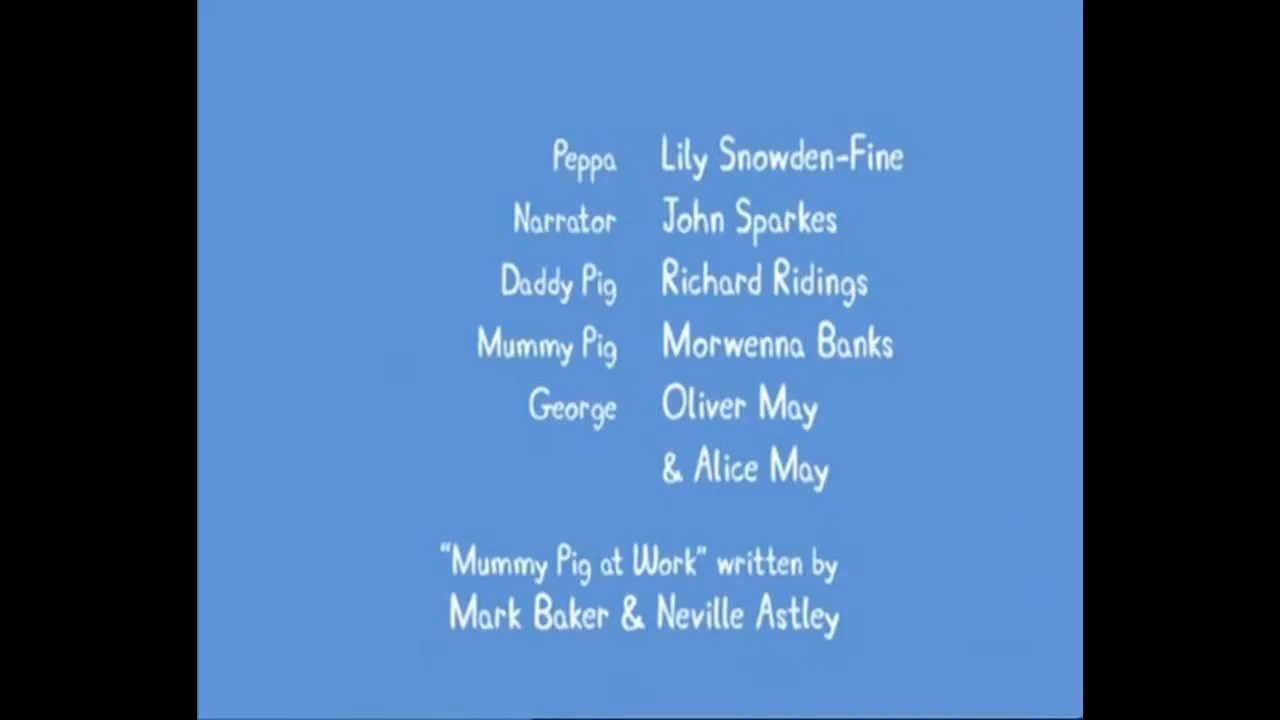 Peppa Lily Snowden-Fine
Narrator John Sparkes
Daddy Pig Richard Ridings
Mummy Pig Morwenna Banks
George Oliver May
& Alice May
“Mummy Pig at Work” written by
Mark Baker & Neville Astley